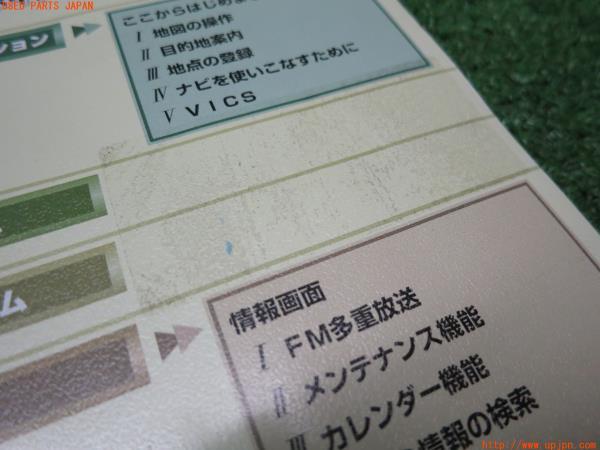 USED PARTS JAPAN
ここからはじめま
ション
I 地図の操作
II 目的地案内
III 地点の登録
IV ナビを使いこなすために
V VICS
ム
情報画面
I FM多重放送
II メンテナンス機能
III カレンダー機能
情報の検索
http://www.upjpn.com